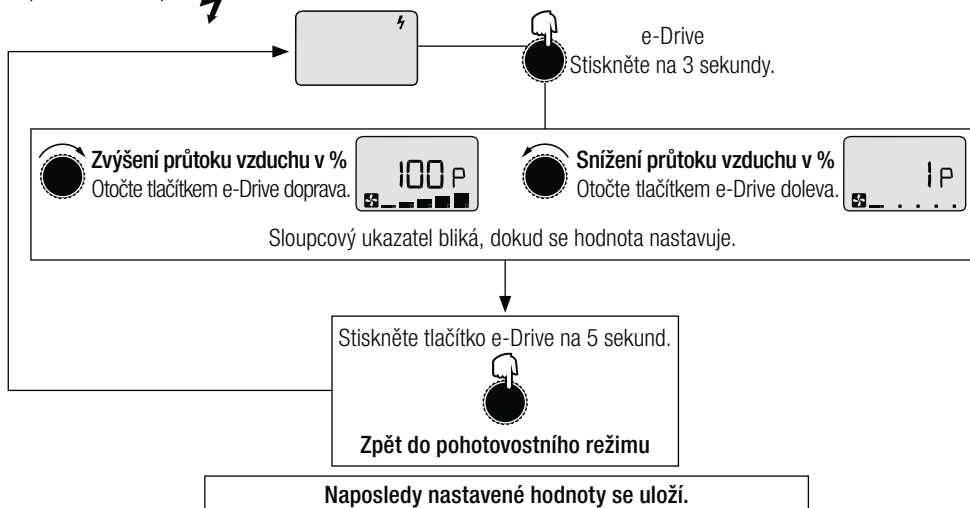 e-Drive
Stiskněte na 3 sekundy.
Zvýšení průtoku vzduchu v %
Otočte tlačítkem e-Drive doprava.
100 P
Snížení průtoku vzduchu v %
Otočte tlačítkem e-Drive doleva.
1 P
Sloupcový ukazatel bliká, dokud se hodnota nastavuje.
Stiskněte tlačítko e-Drive na 5 sekund.
Zpět do pohotovostního režimu
Naposledy nastavené hodnoty se uloží.